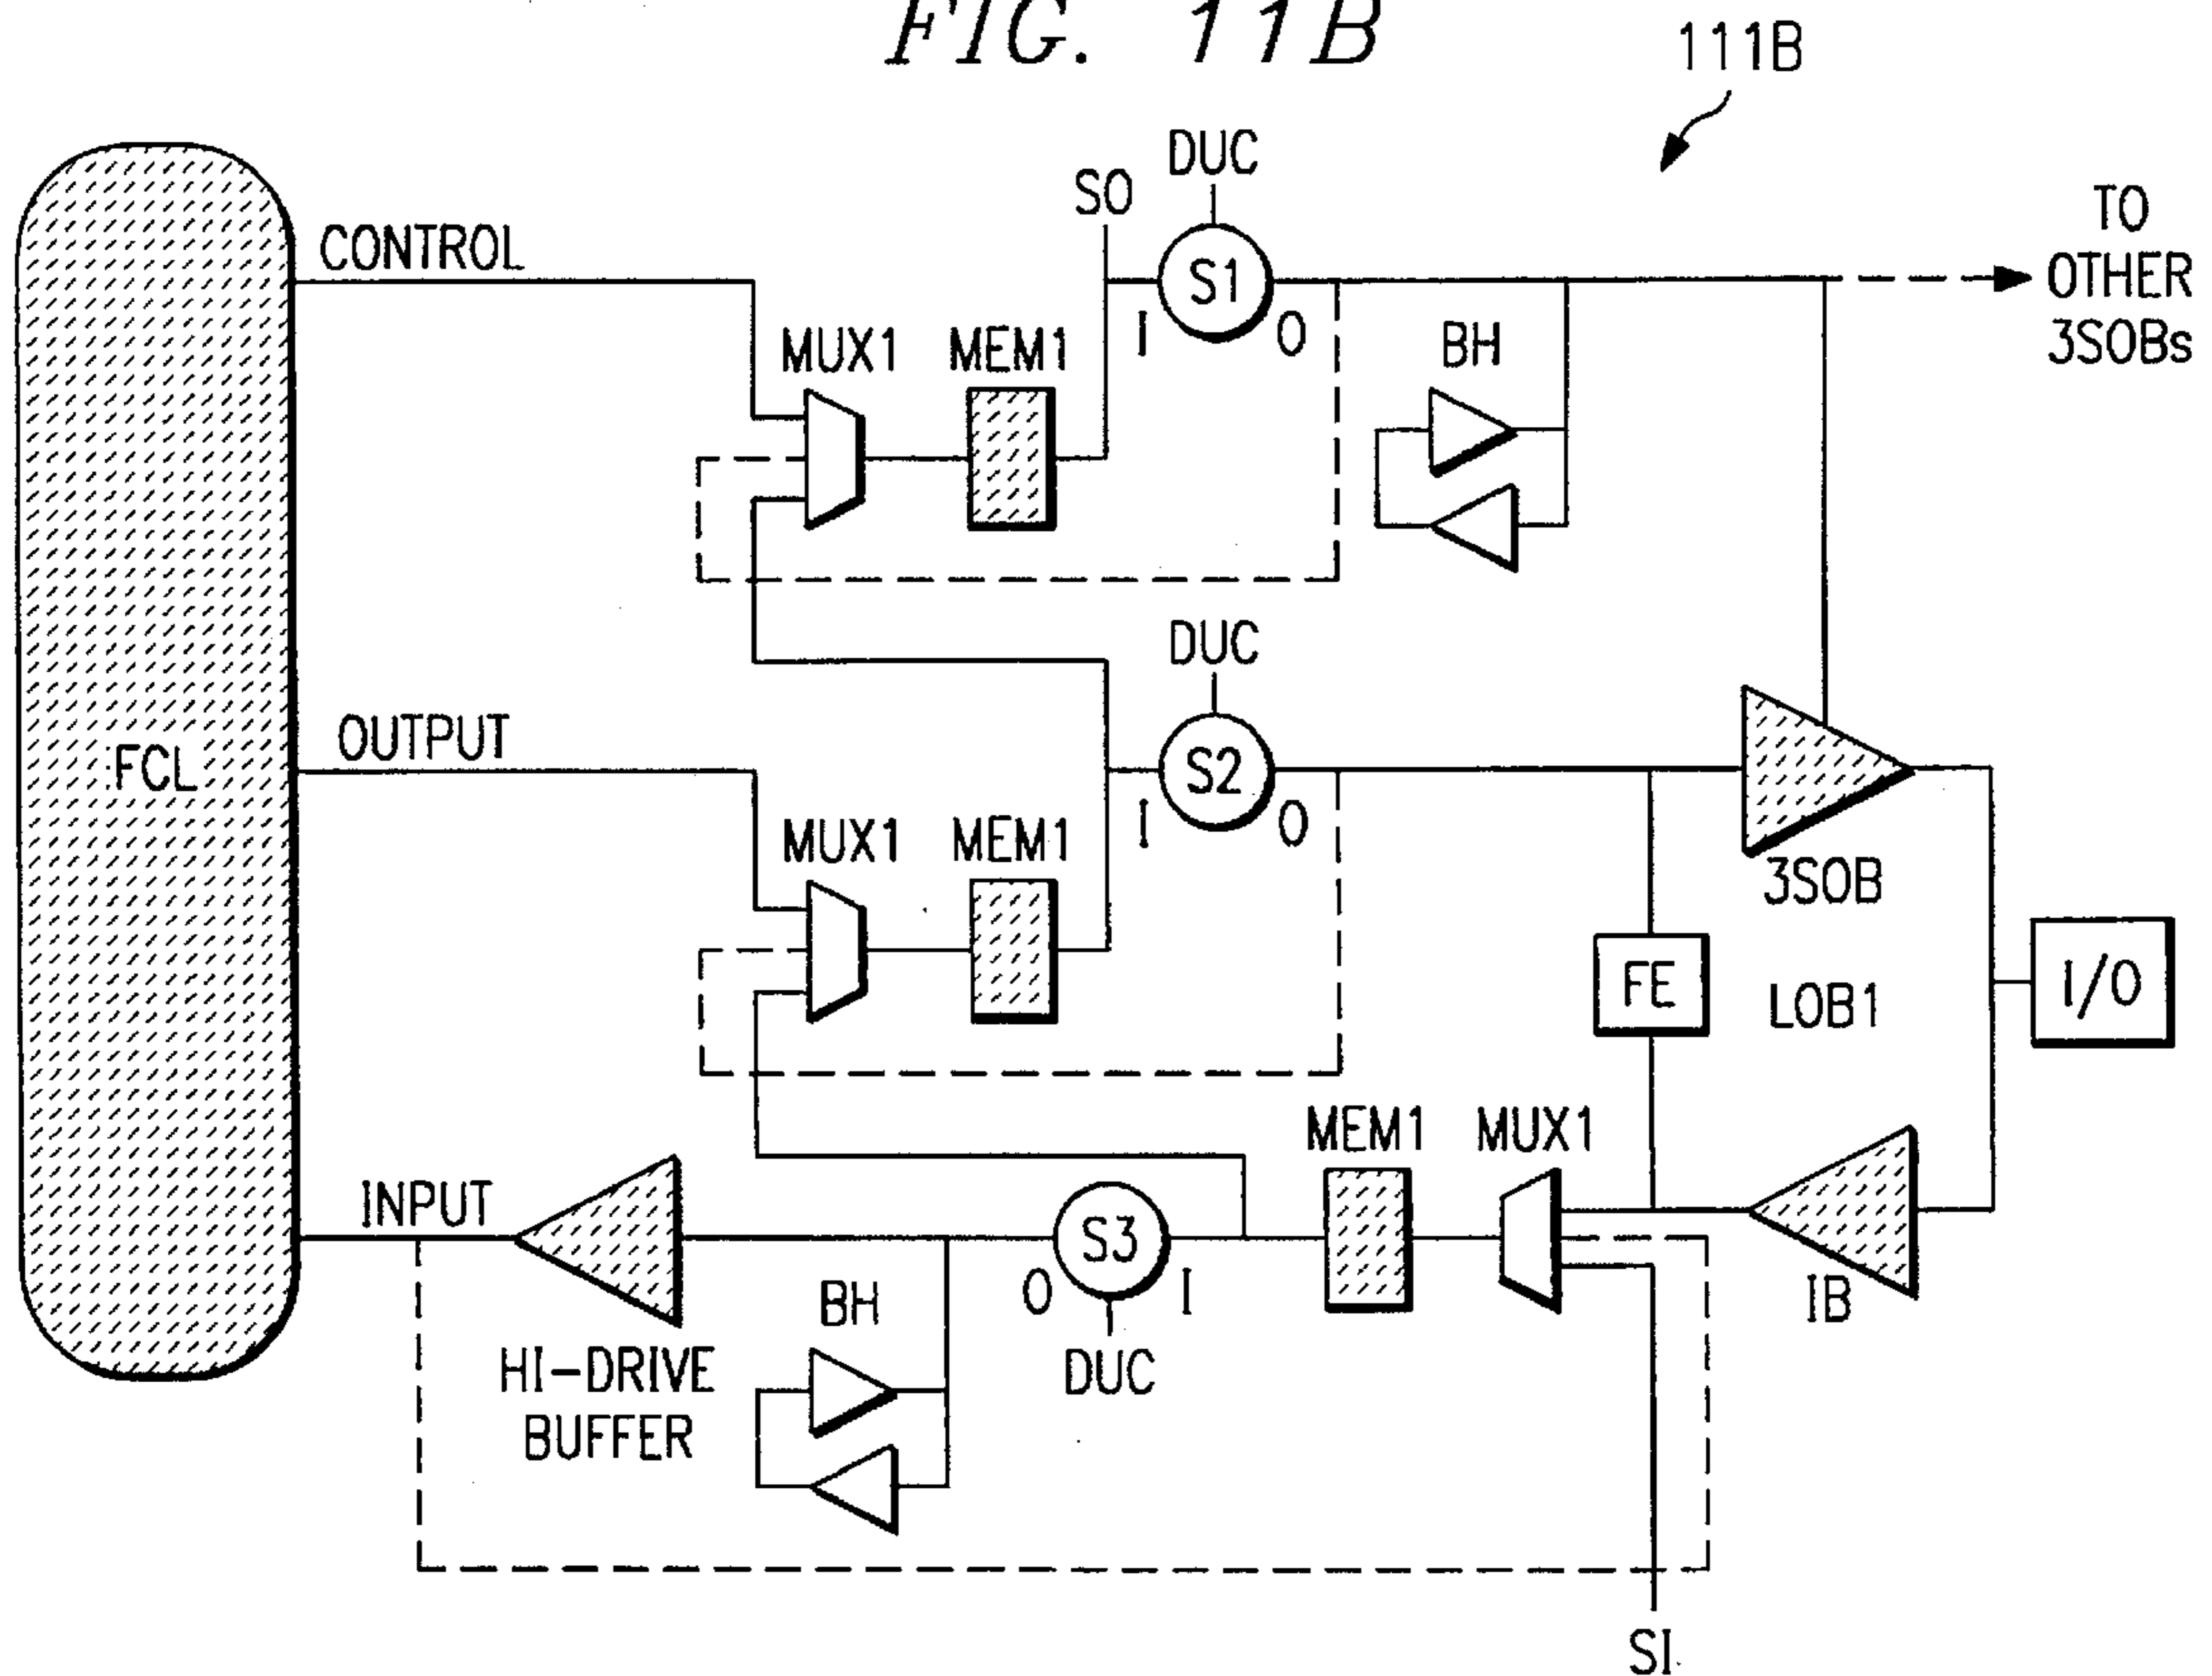 FIG. 11B
111B
DUC
SO
TO
OTHER
3SOBs
CONTROL
S1
I
O
MUX1
MEM1
BH
DUC
OUTPUT
FCL
S2
I
O
MUX1
MEM1
3SOB
FE
LOB1
I/O
MEM1
MUX1
INPUT
S3
O
I
IB
BH
DUC
HI-DRIVE
BUFFER
SI